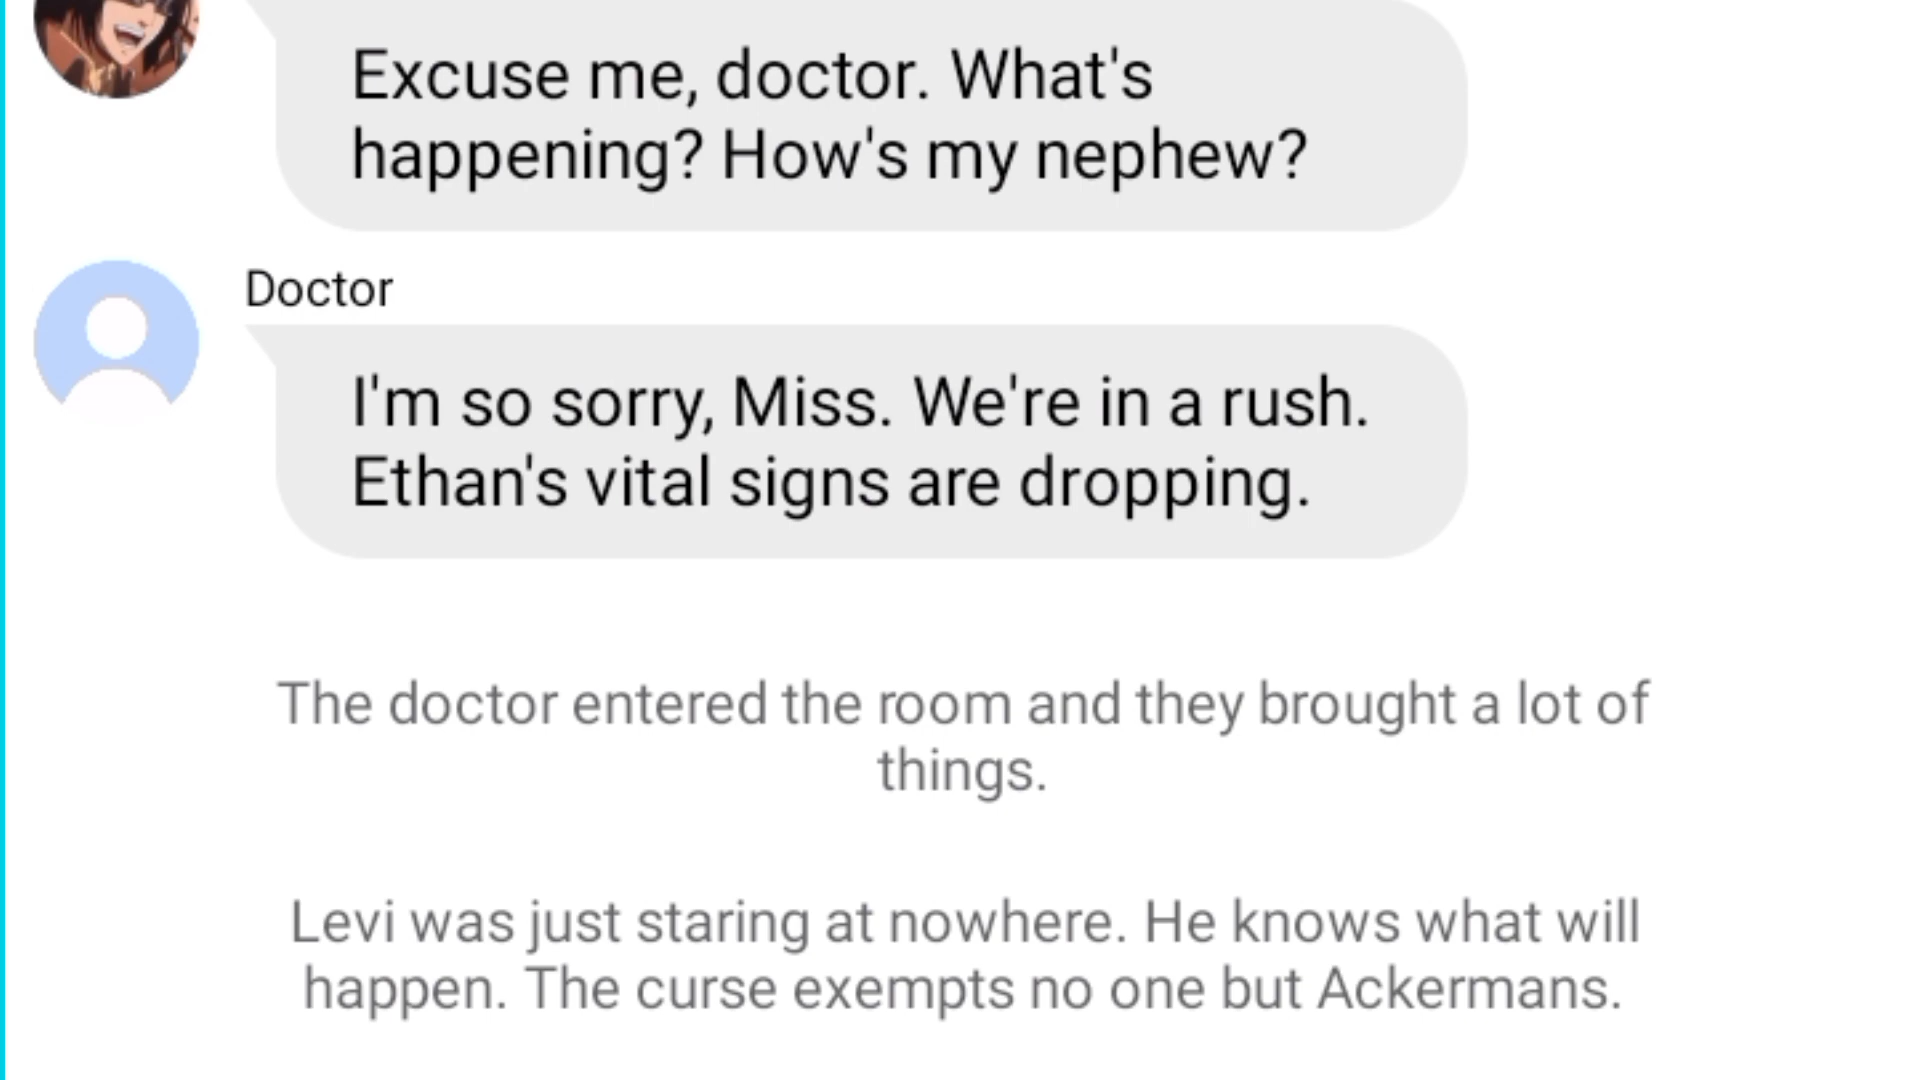 Excuse me, doctor. What's
happening? How's my nephew?
Doctor
I'm so sorry, Miss. We're in a rush.
Ethan's vital signs are dropping.
The doctor entered the room and they brought a lot of
things.
Levi was just staring at nowhere. He knows what will
happen. The curse exempts no one but Ackermans.